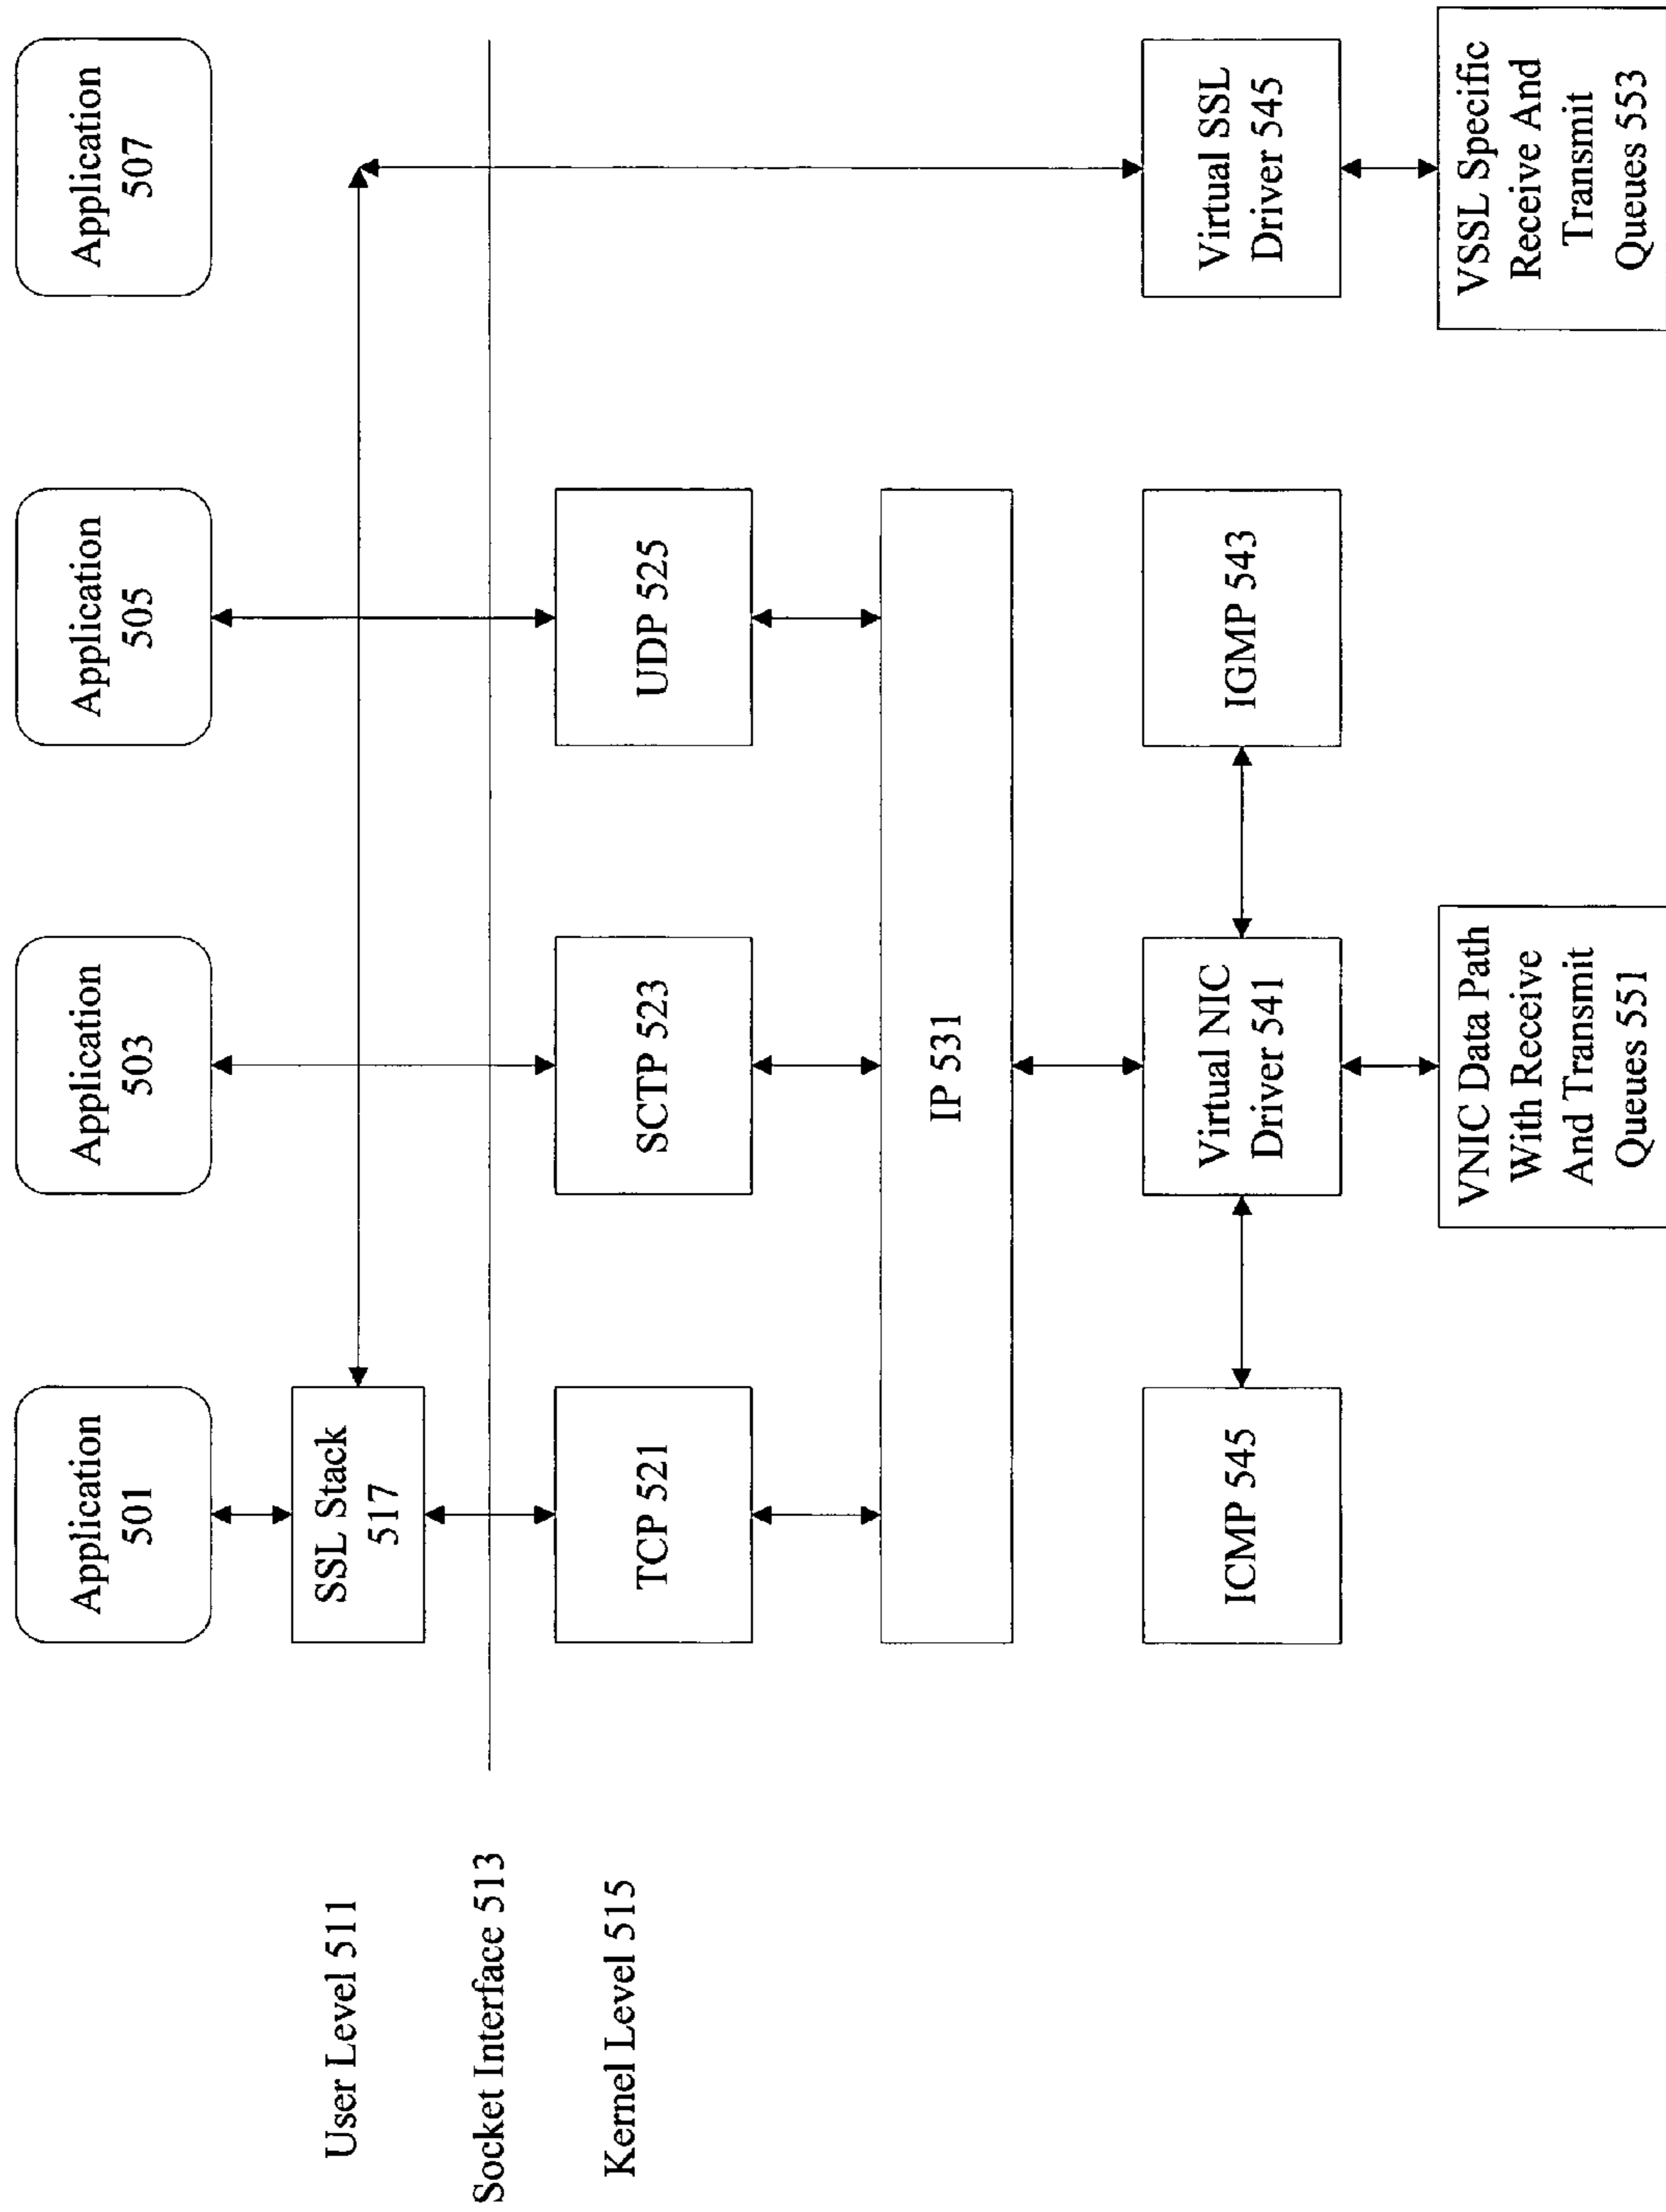 Application
501
Application
503
Application
505
Application
507
User Level 511
SSL Stack
517
Socket Interface 513
Kernel Level 515
TCP 521
SCTP 523
UDP 525
IP 531
ICMP 545
Virtual NIC
Driver 541
IGMP 543
Virtual SSL
Driver 545
VNIC Data Path
With Receive
And Transmit
Queues 551
VSSL Specific
Receive And
Transmit
Queues 553